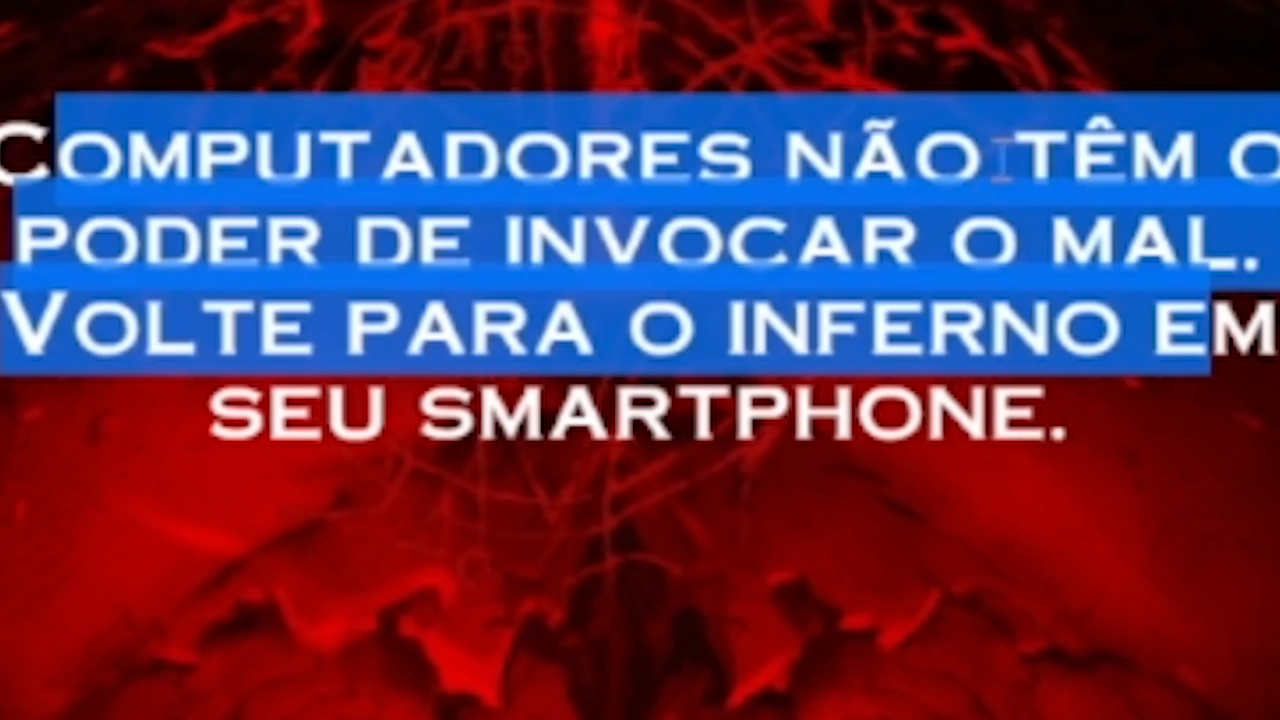 Computadores não têm o
poder de invocar o mal.
Volte para o inferno em
seu smartphone.